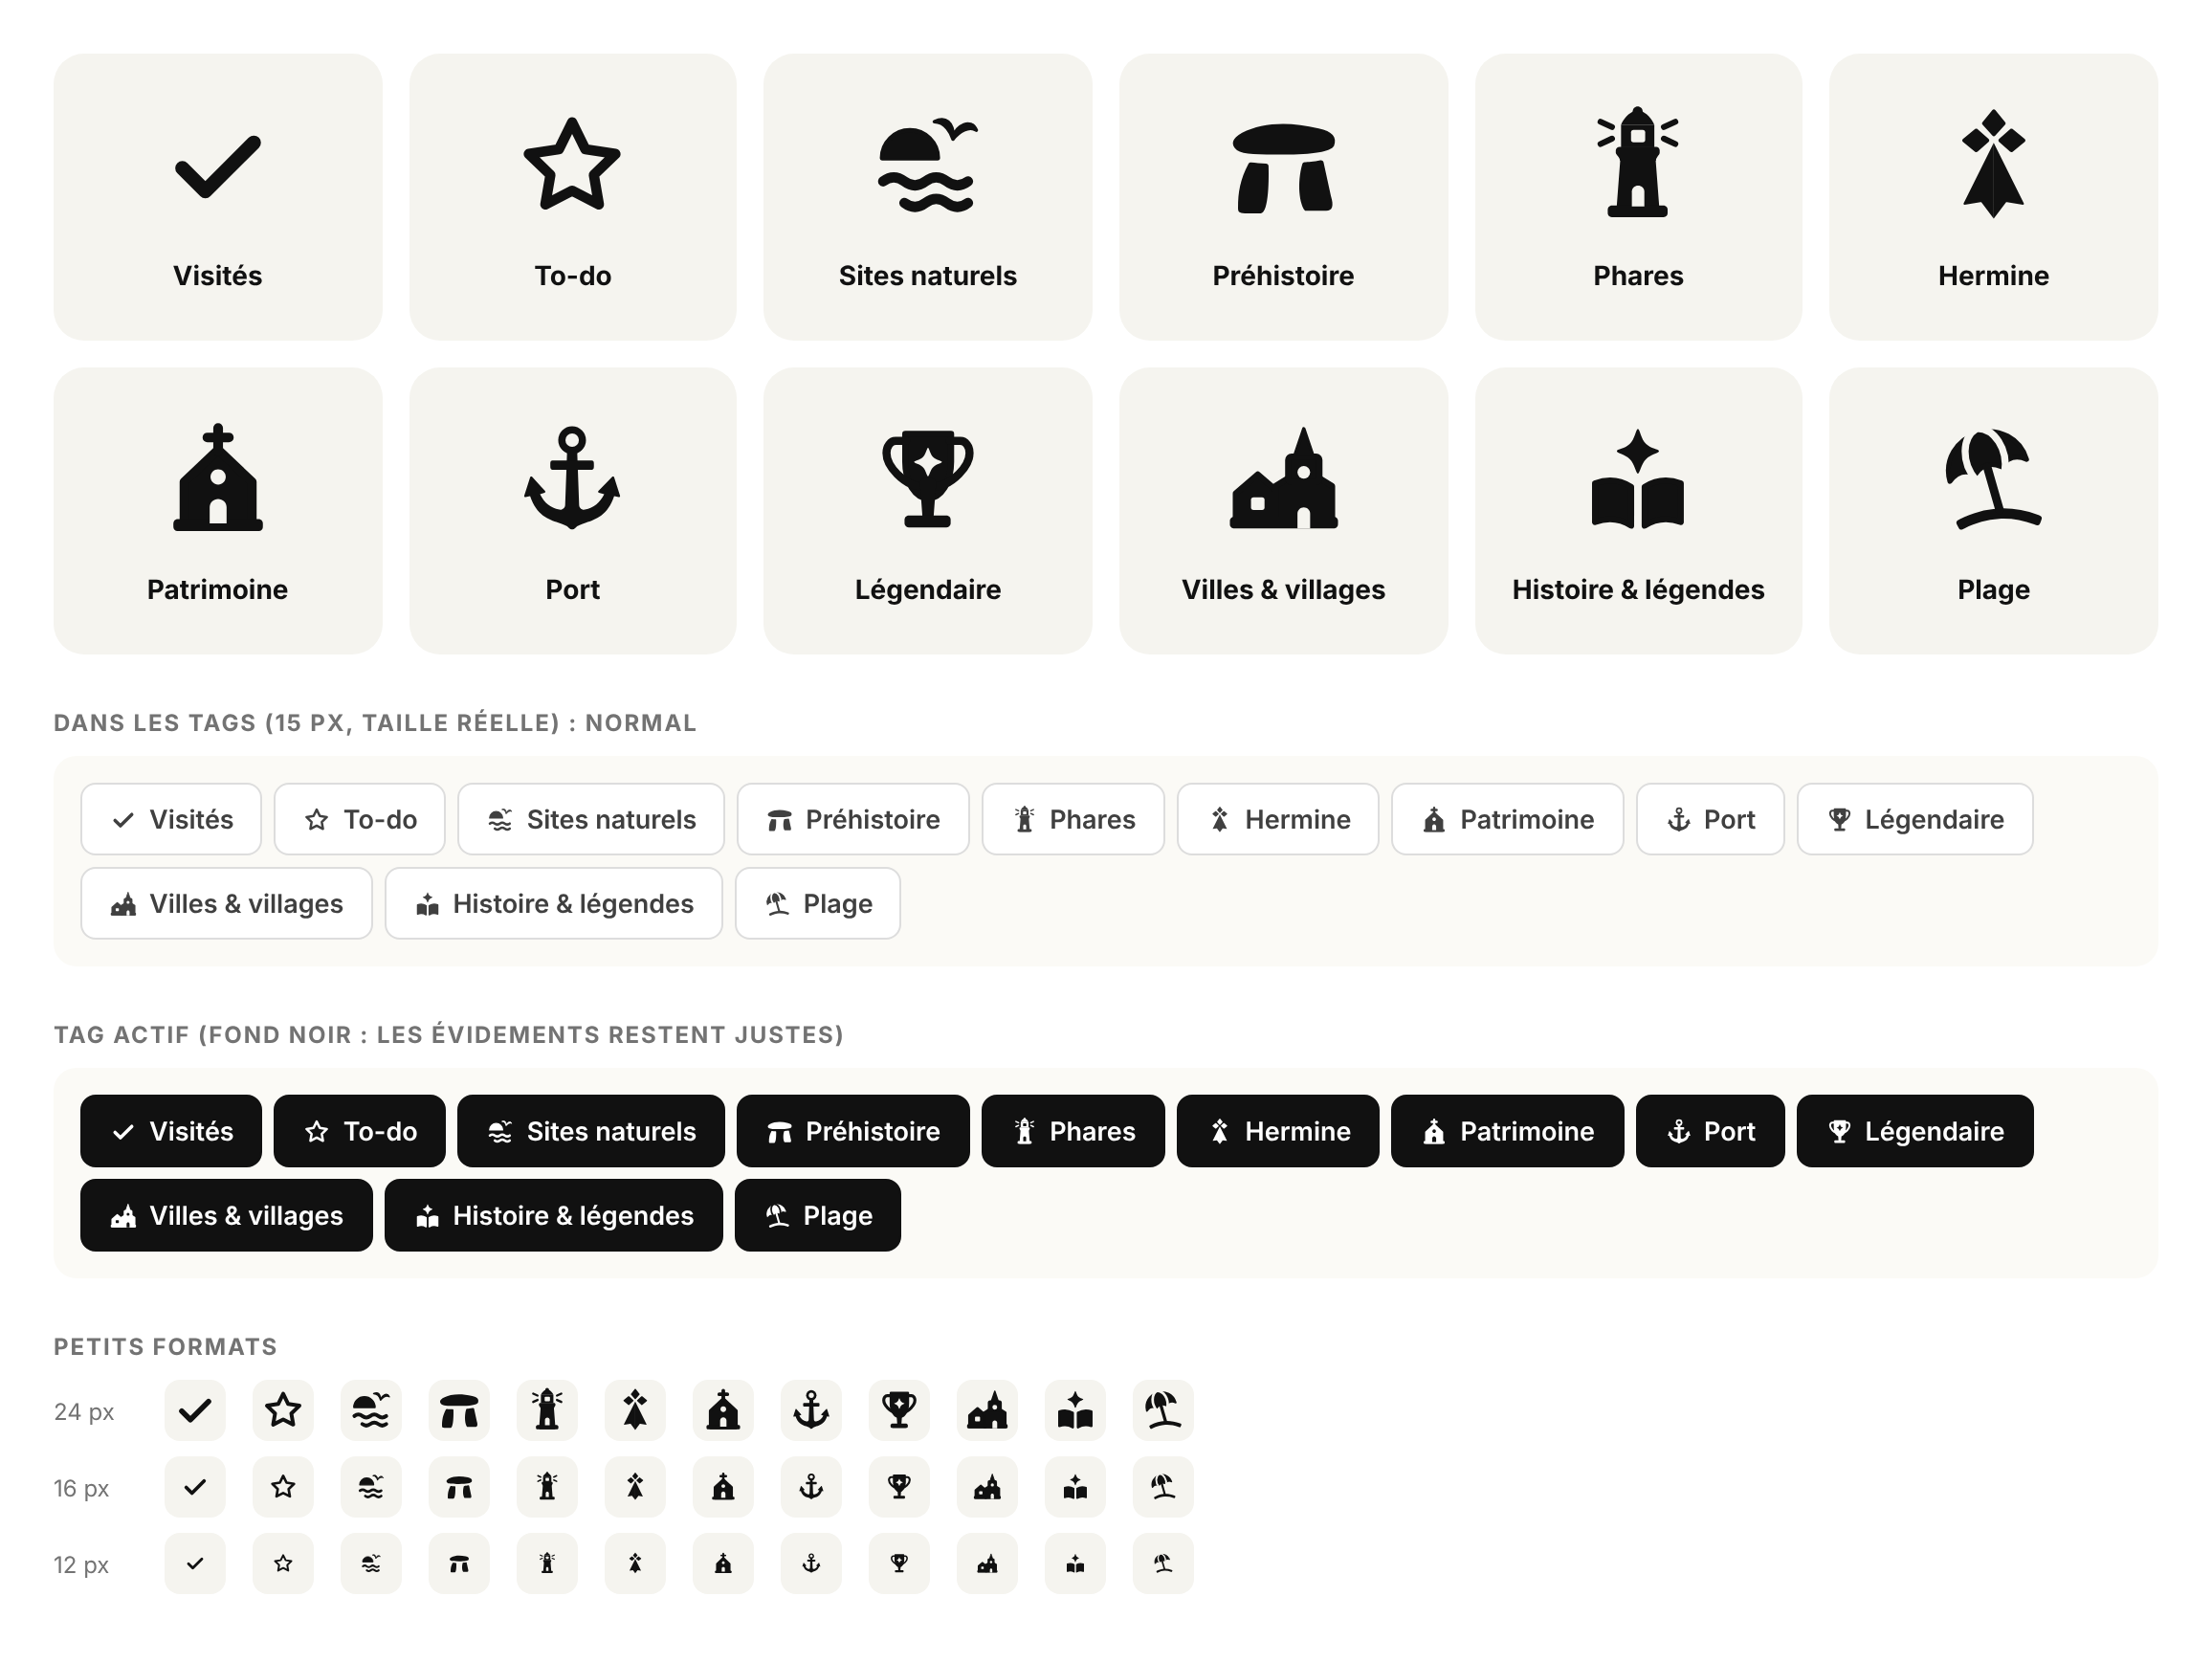 Visités
To-do
Sites naturels
Préhistoire
Phares
Hermine
Patrimoine
Port
Légendaire
Villes & villages
Histoire & légendes
Plage
DANS LES TAGS (15 PX, TAILLE RÉELLE) : NORMAL
Visités
To-do
Sites naturels
Préhistoire
Phares
Hermine
Patrimoine
Port
Légendaire
Villes & villages
Histoire & légendes
Plage
TAG ACTIF (FOND NOIR : LES ÉVIDEMENTS RESTENT JUSTES)
Visités
To-do
Sites naturels
Préhistoire
Phares
Hermine
Patrimoine
Port
Légendaire
Villes & villages
Histoire & légendes
Plage
PETITS FORMATS
24 px
16 px
12 px